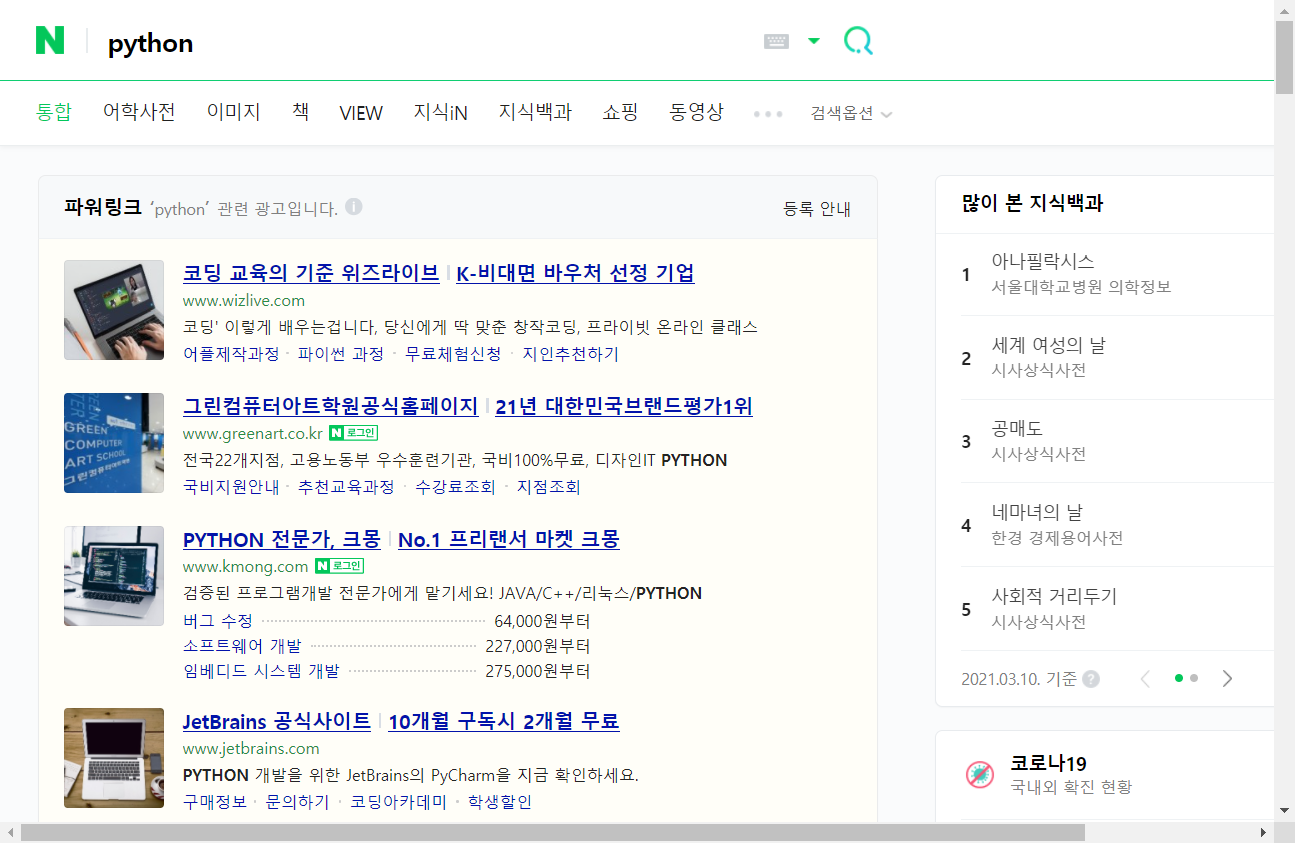 N python
통합 어학사전 이미지 책 VIEW 지식iN 지식백과 쇼핑 동영상 검색옵션
파워링크 ‘python’ 관련 광고입니다. 등록 안내
코딩 교육의 기준 위즈라이브 K-비대면 바우처 선정 기업
www.wizlive.com
코딩' 이렇게 배우는겁니다, 당신에게 딱 맞춘 창작코딩, 프라이빗 온라인 클래스
어플제작과정 · 파이썬 과정 · 무료체험신청 · 지인추천하기
GREEN
COMPUTER
ART SCHOOL
그린컴퓨터아트학원공식홈페이지 21년 대한민국브랜드평가1위
www.greenart.co.kr N 로그인
전국22개지점, 고용노동부 우수훈련기관, 국비100%무료, 디자인IT PYTHON
국비지원안내 · 추천교육과정 · 수강료조회 · 지점조회
PYTHON 전문가, 크몽 No.1 프리랜서 마켓 크몽
www.kmong.com N 로그인
검증된 프로그램개발 전문가에게 맡기세요! JAVA/C++/리눅스/PYTHON
버그 수정 64,000원부터
소프트웨어 개발 227,000원부터
임베디드 시스템 개발 275,000원부터
JetBrains 공식사이트 10개월 구독시 2개월 무료
www.jetbrains.com
PYTHON 개발을 위한 JetBrains의 PyCharm을 지금 확인하세요.
구매정보 · 문의하기 · 코딩아카데미 · 학생할인
많이 본 지식백과
1 아나필락시스
서울대학교병원 의학정보
2 세계 여성의 날
시사상식사전
3 공매도
시사상식사전
4 네마녀의 날
한경 경제용어사전
5 사회적 거리두기
시사상식사전
2021.03.10. 기준 ?
코로나19
국내외 확진 현황